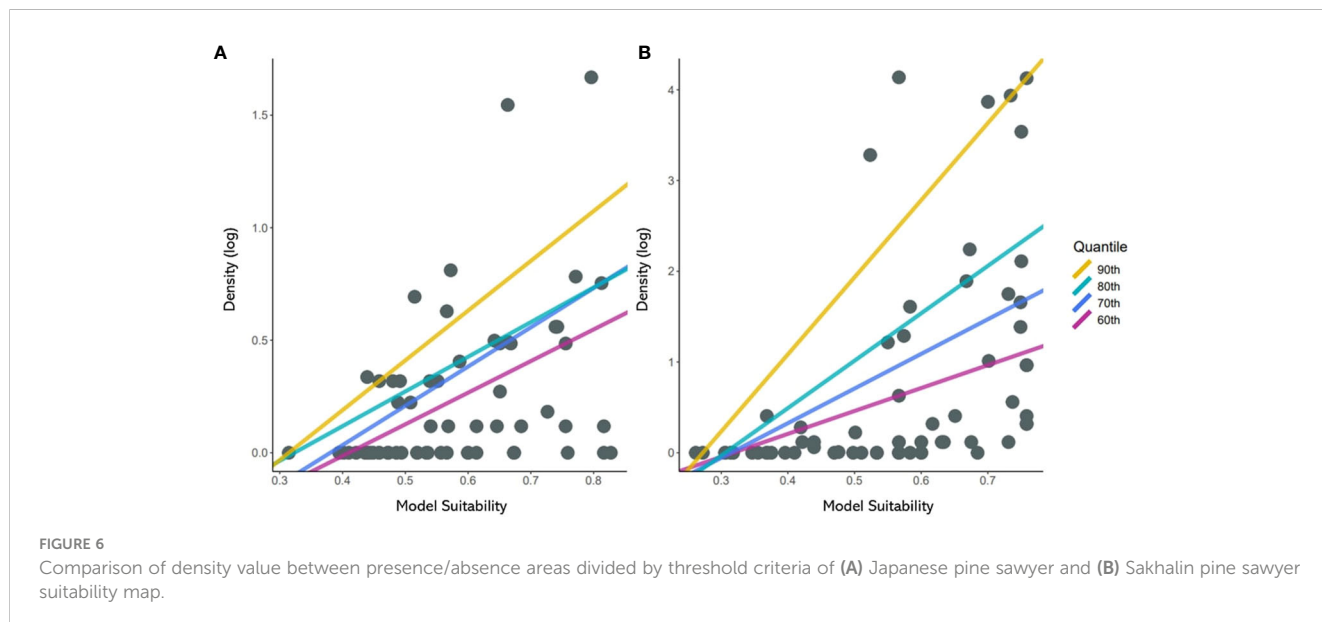 A
B
Density (log)
1.5
1.0
0.5
0.0
0.3 0.4 0.5 0.6 0.7 0.8
Model Suitability
Density (log)
4
3
2
1
0
0.3 0.4 0.5 0.6 0.7
Model Suitability
Quantile
90th
80th
70th
60th
FIGURE 6
Comparison of density value between presence/absence areas divided by threshold criteria of (A) Japanese pine sawyer and (B) Sakhalin pine sawyer
suitability map.